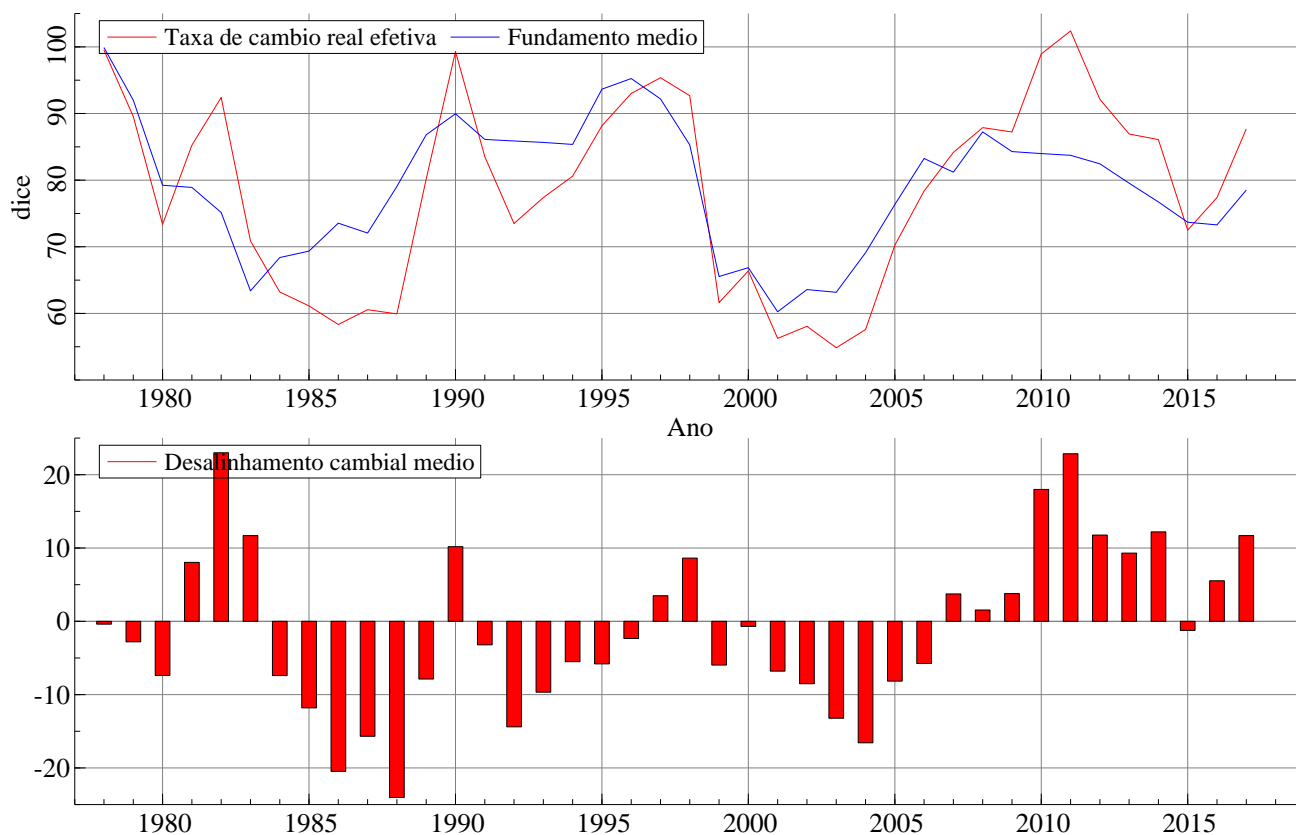 Taxa de cambio real efetiva Fundamento medio
100
90
80
70
60
dice
1980 1985 1990 1995 2000 2005 2010 2015
Ano
Desalinhamento cambial medio
20
10
0
-10
-20
1980 1985 1990 1995 2000 2005 2010 2015